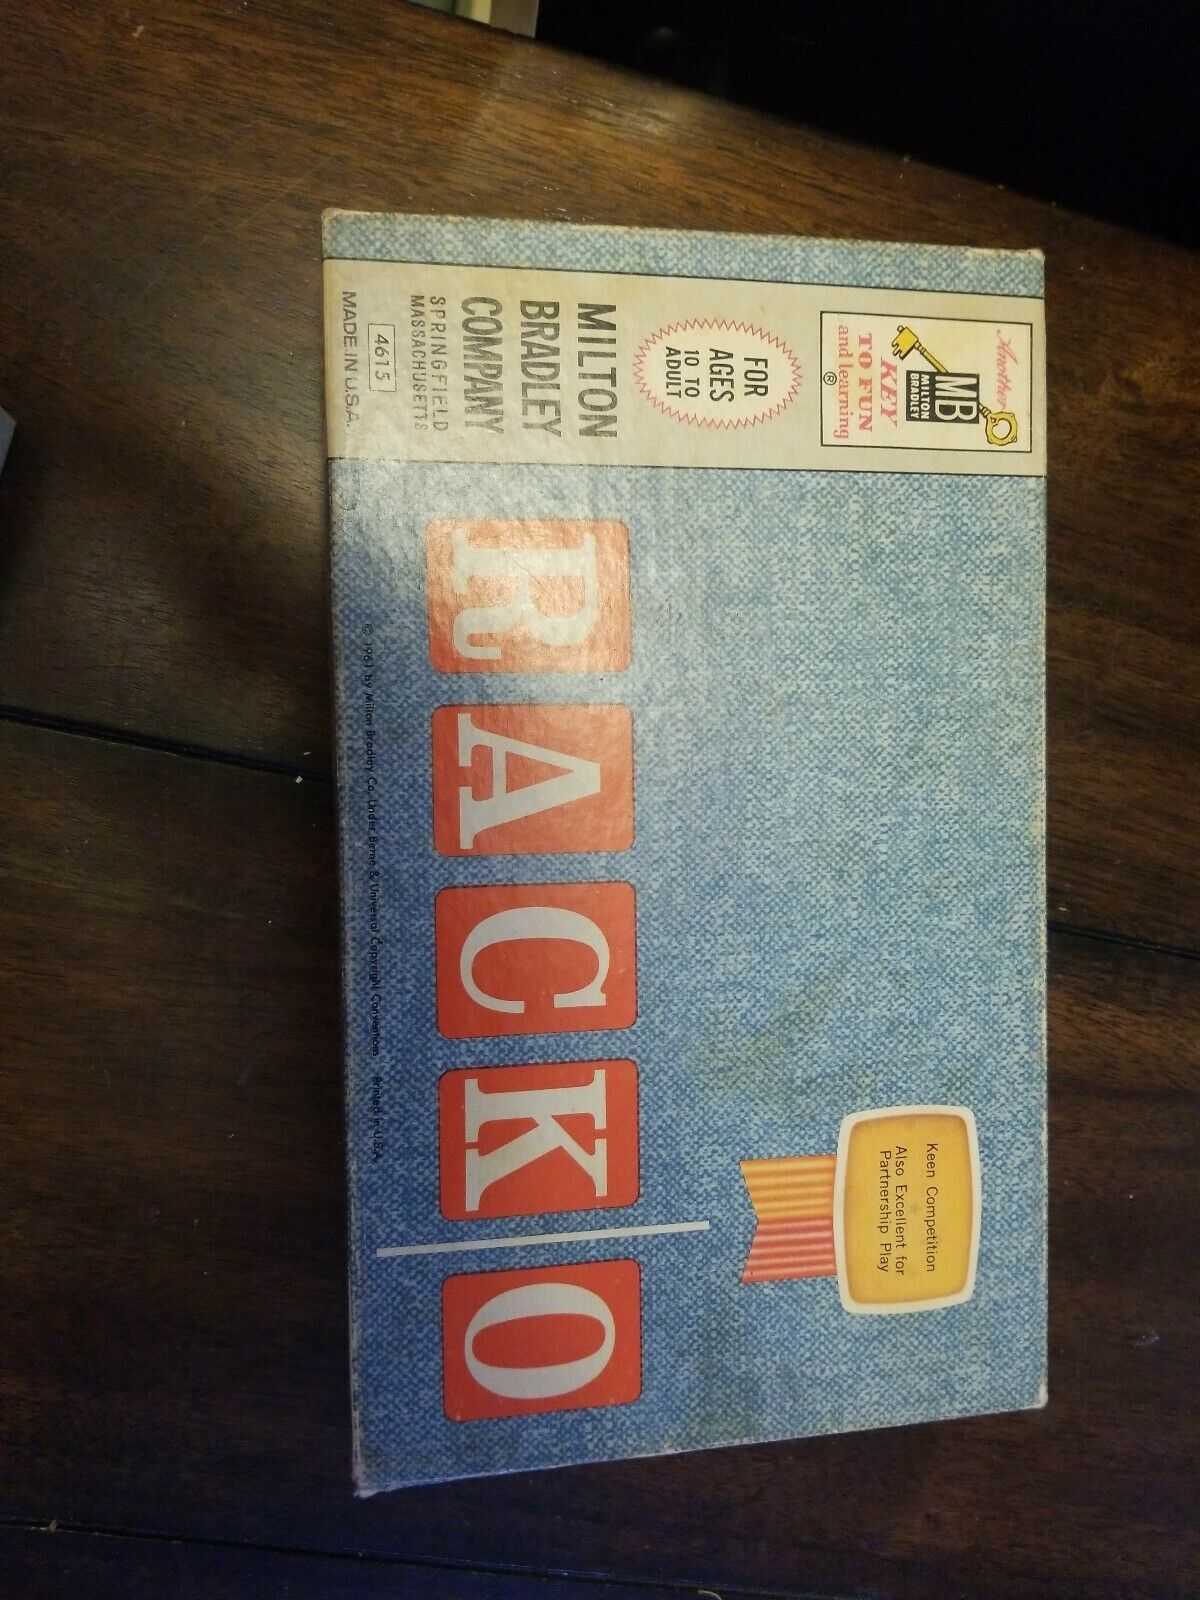 Another
MB
MILTON
BRADLEY
KEY
TO FUN
and learning
®
FOR
AGES
10 TO
ADULT
MILTON
BRADLEY
COMPANY
SPRINGFIELD
MASSACHUSETTS
4615
MADE IN U.S.A.
Keen Competition
Also Excellent for
Partnership Play
RACK O
© 1961 by Milton Bradley Co. Under Berne & Universal Copyright Conventions Printed in U.S.A.